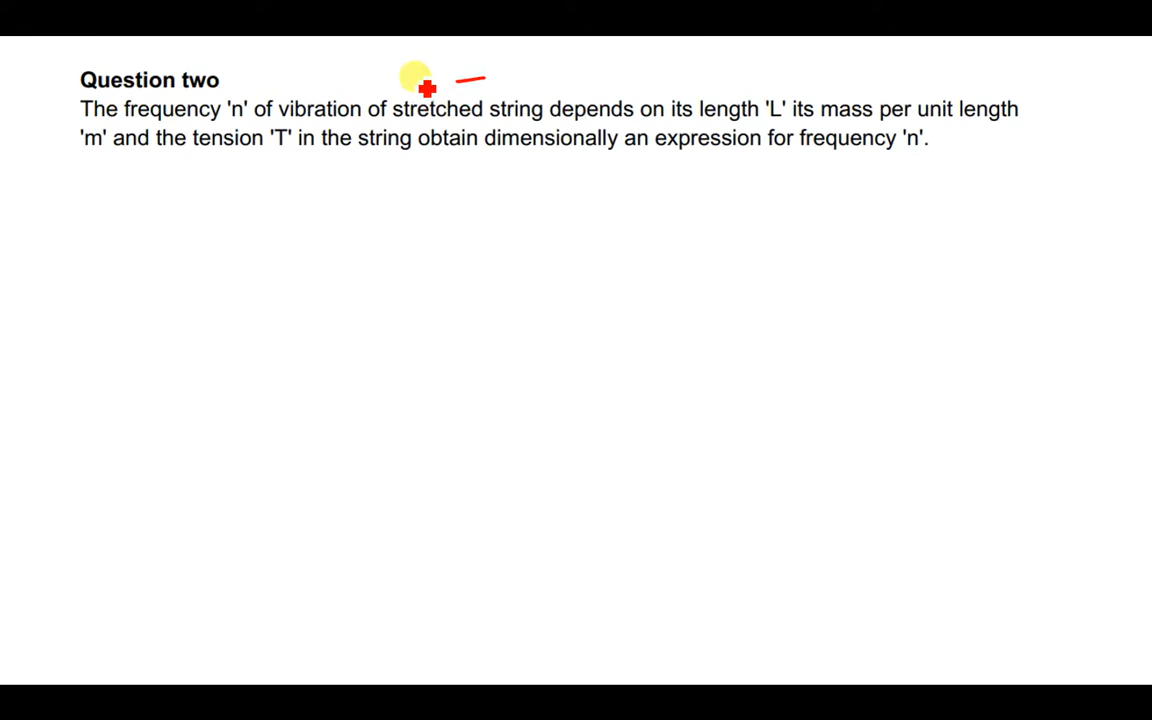 Question two
The frequency 'n' of vibration of stretched string depends on its length 'L' its mass per unit length
'm' and the tension 'T' in the string obtain dimensionally an expression for frequency 'n'.